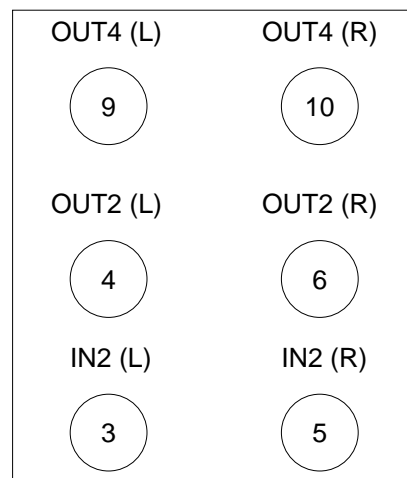 OUT4 (L) OUT4 (R)
9 10
OUT2 (L) OUT2 (R)
4 6
IN2 (L) IN2 (R)
3 5